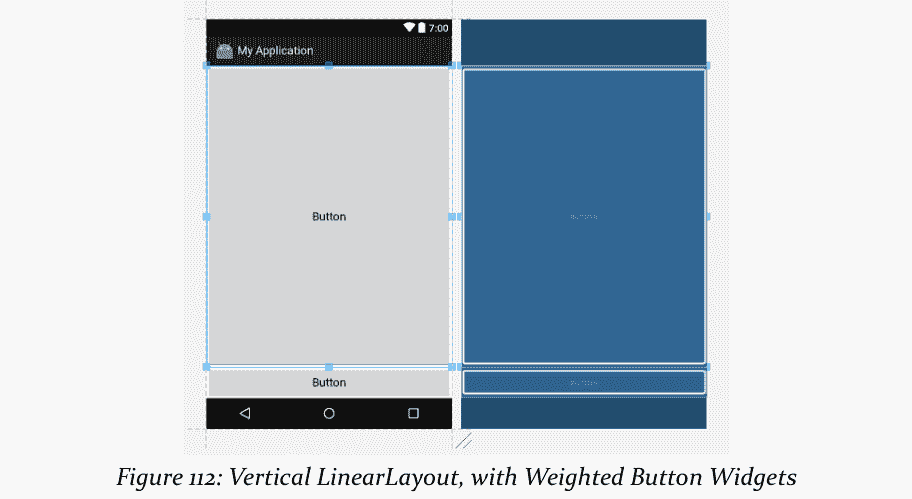 7:00
My Application
Button
Button
Figure 112: Vertical LinearLayout, with Weighted Button Widgets